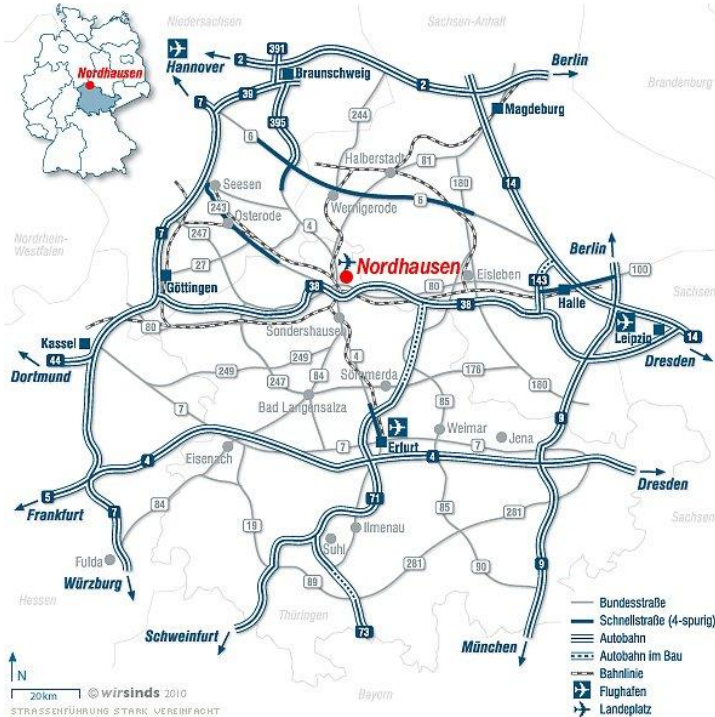 Niedersachsen
Sachsen-Anhalt
391
2
Hannover
Braunschweig
2
Berlin
Nordhausen
Brandenburg
39
7
395
244
Magdeburg
6
Halberstadt
81
180
14
Seesen
Wernigerode
6
243
Osterode
4
Nordrhein-
Westfalen
7
247
Berlin
27
Nordhausen
Eisleben
100
Göttingen
38
80
143
Halle
Sachsen
38
80
Sondershausen
Kassel
Leipzig
14
44
Dortmund
4
Dresden
249
249
84
Sömmerda
176
247
180
Bad Langensalza
7
85
9
Weimar
Jena
7
7
Erfurt
Eisenach
4
4
Dresden
5
Frankfurt
84
71
7
19
Ilmenau
85
281
Sachsen
Suhl
Fulda
281
90
9
Würzburg
89
Hessen
Thüringen
Schweinfurt
73
München
Bundesstraße
Schnellstraße (4-spurig)
Autobahn
Autobahn im Bau
Bahnlinie
Flughafen
Landeplatz
N
20km
© wirsinds 2010
STRASSENFÜHRUNG STARK VEREINFACHT
Bayern